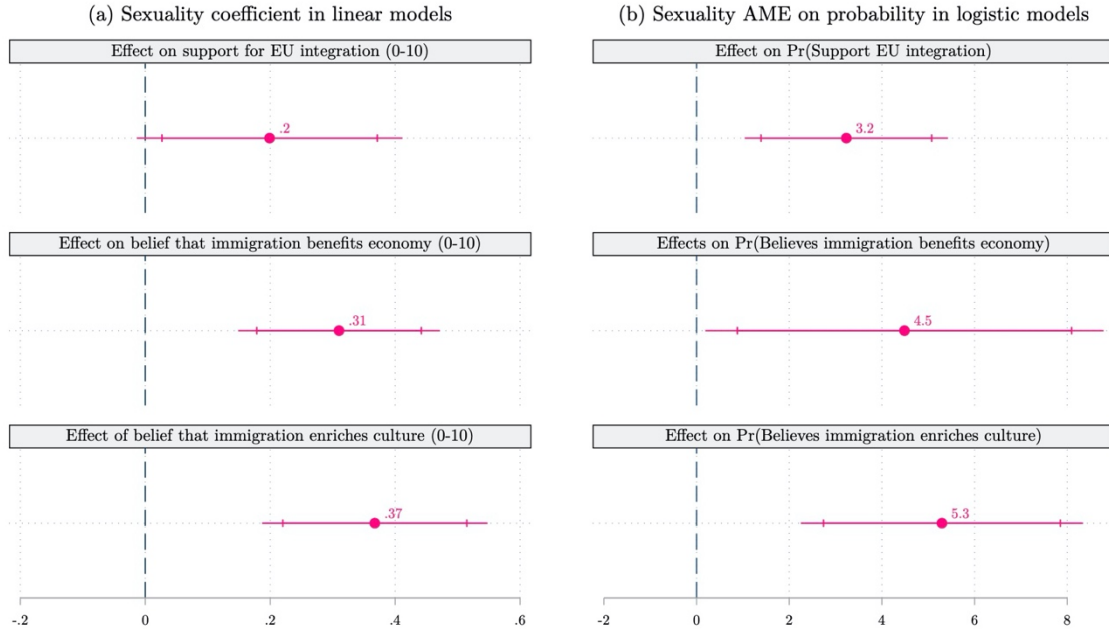 (a) Sexuality coefficient in linear models
Effect on support for EU integration (0-10)
.2
Effect on belief that immigration benefits economy (0-10)
.31
Effect of belief that immigration enriches culture (0-10)
.37
-.2 0 .2 .4 .6
(b) Sexuality AME on probability in logistic models
Effect on Pr(Support EU integration)
3.2
Effects on Pr(Believes immigration benefits economy)
4.5
Effect on Pr(Believes immigration enriches culture)
5.3
-2 0 2 4 6 8